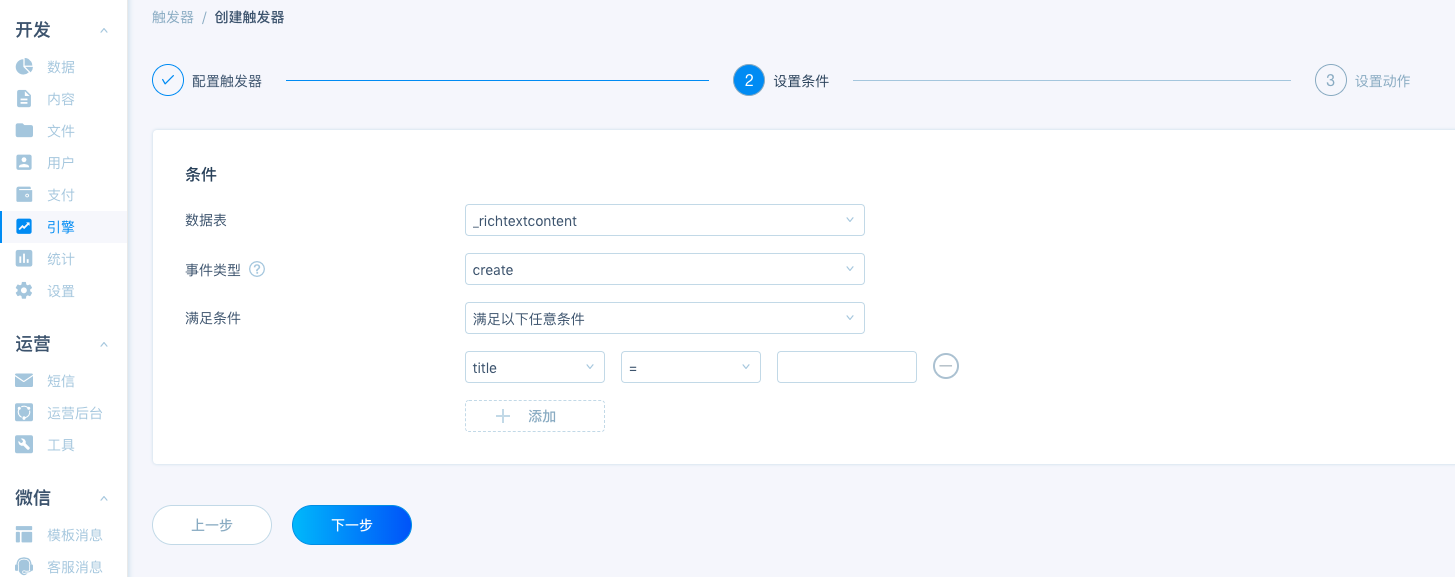 开发
数据
内容
文件
用户
支付
引擎
统计
设置
运营
短信
运营后台
工具
微信
模板消息
客服消息
触发器 / 创建触发器
配置触发器
2 设置条件
3 设置动作
条件
数据表 _richtextcontent
事件类型 ? create
满足条件 满足以下任意条件
title =
添加
上一步 下一步